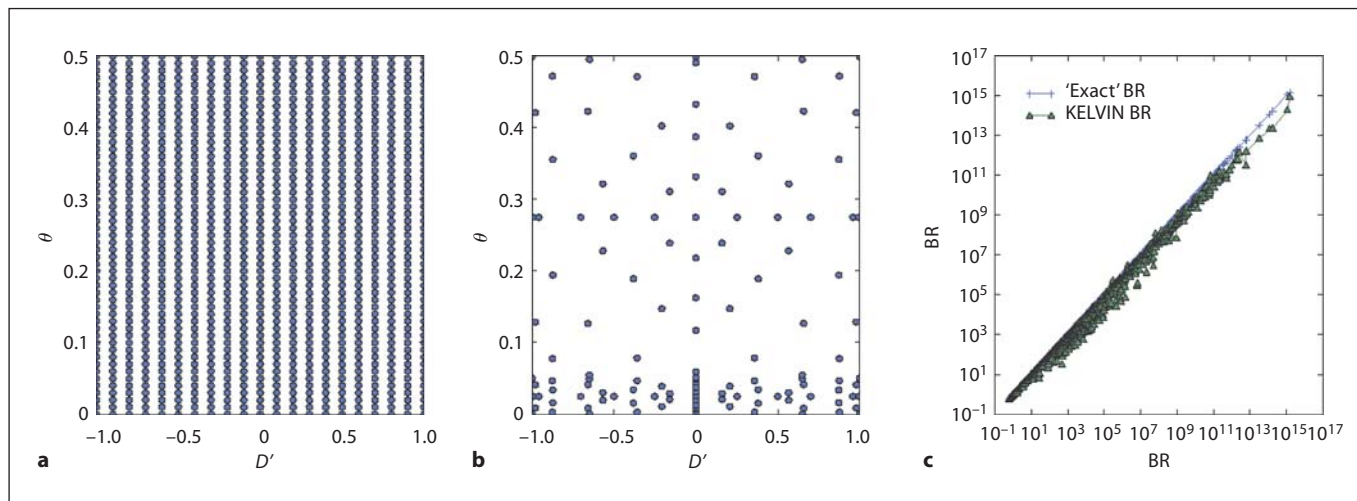 0.5
0.4
0.3
0.2
0.1
0
θ
−1.0 −0.5 0 0.5 1.0
D′
a
0.5
0.4
0.3
0.2
0.1
0
θ
−1.0 −0.5 0 0.5 1.0
D′
b
10^17
10^15
10^13
10^11
10^9
10^7
10^5
10^3
10^1
10^−1
BR
‘Exact’ BR
KELVIN BR
10^−1 10^1 10^3 10^5 10^7 10^9 10^11 10^13 10^15 10^17
BR
c